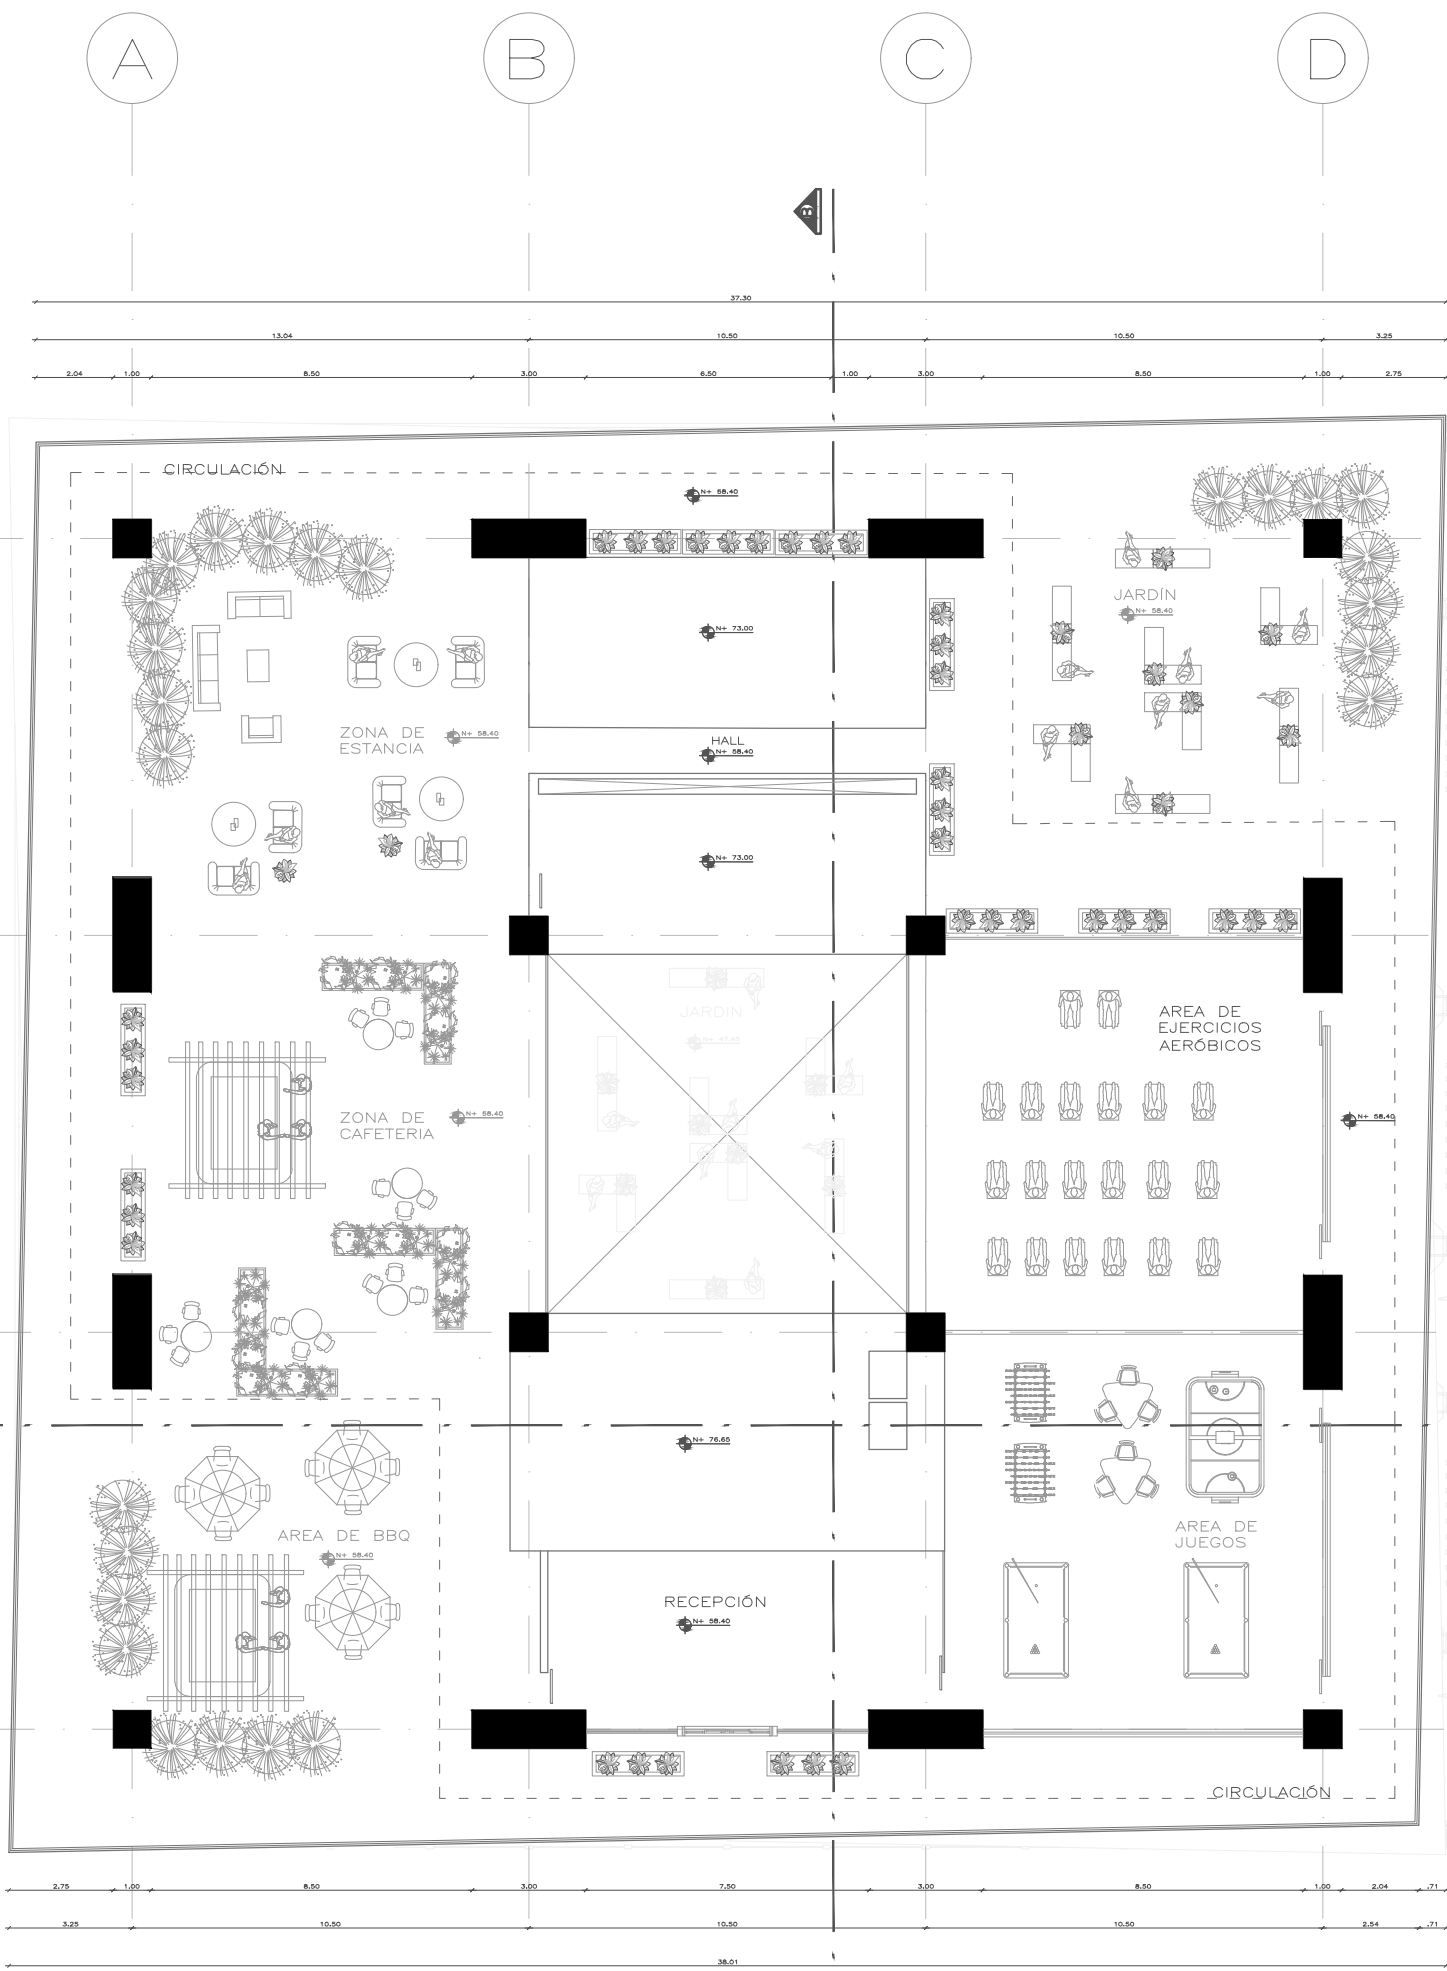 A
B
C
D
B
37.30
13.04
10.50
10.50
3.25
2.04
1.00
8.50
3.00
6.50
1.00
3.00
8.50
1.00
2.75
CIRCULACIÓN
N+ 58.40
JARDÍN
N+ 58.40
N+ 73.00
ZONA DE
ESTANCIA
N+ 58.40
HALL
N+ 58.40
N+ 73.00
JARDIN
N+ 47.45
AREA DE
EJERCICIOS
AERÓBICOS
ZONA DE
CAFETERIA
N+ 58.40
N+ 58.40
N+ 76.65
AREA DE BBQ
N+ 58.40
AREA DE
JUEGOS
RECEPCIÓN
N+ 58.40
CIRCULACIÓN
2.75
1.00
8.50
3.00
7.50
3.00
8.50
1.00
2.04
.71
3.25
10.50
10.50
10.50
2.54
.71
38.01